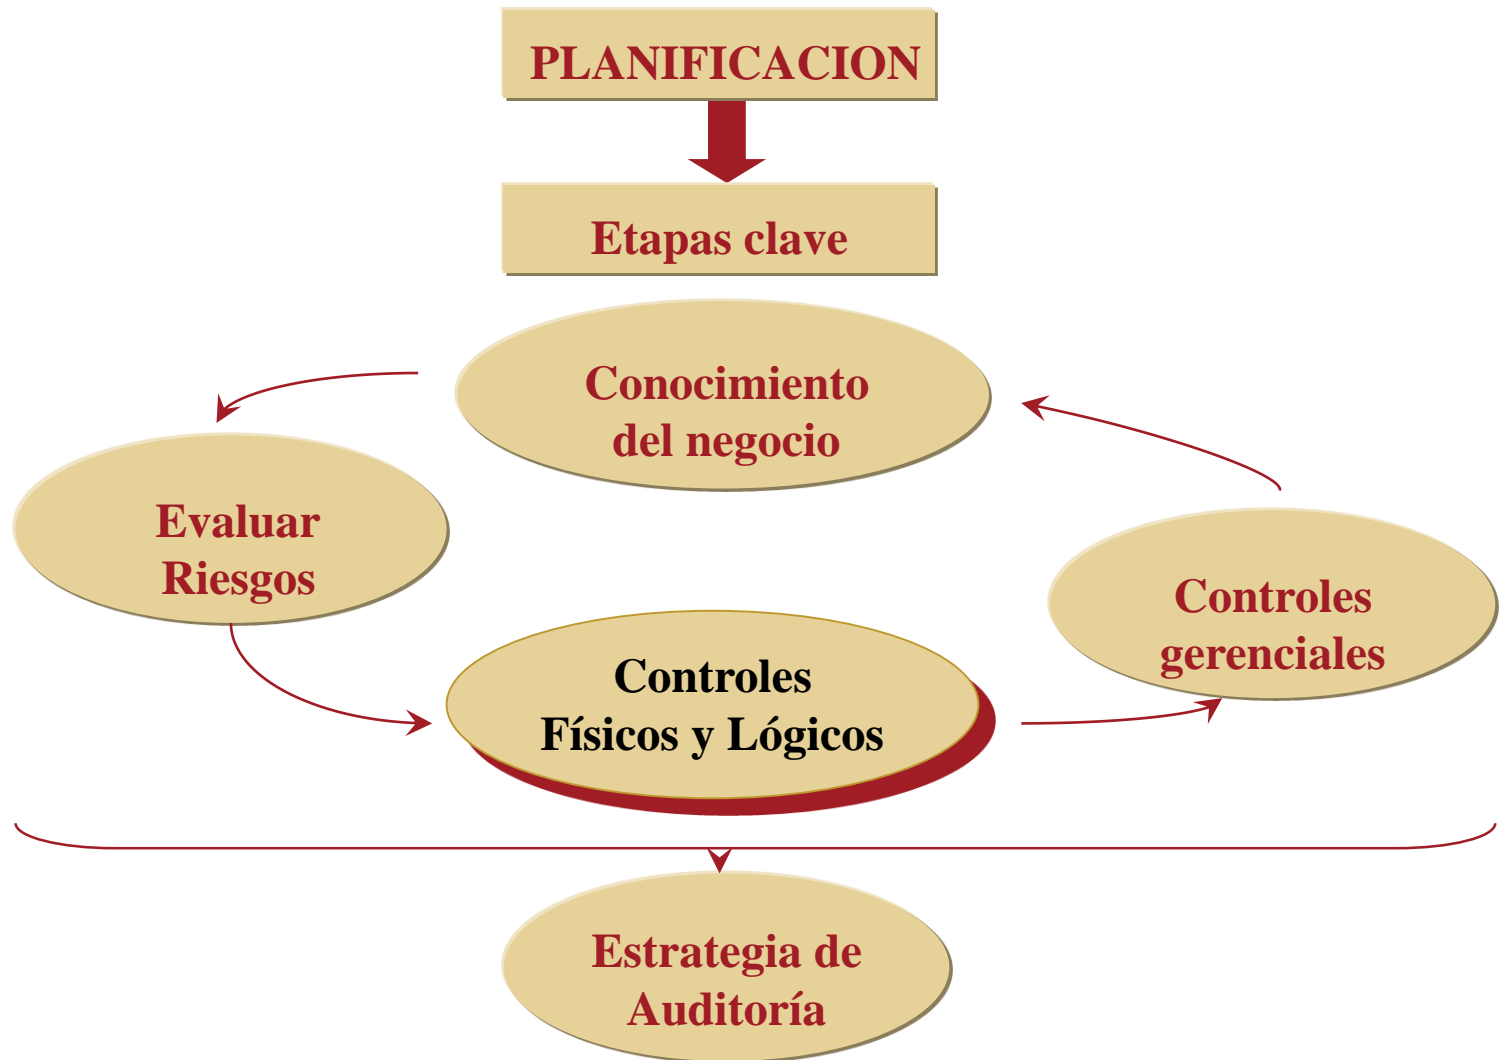 PLANIFICACION
Etapas clave
Conocimiento
del negocio
Evaluar
Riesgos
Controles
Físicos y Lógicos
Controles
gerenciales
Estrategia de
Auditoría